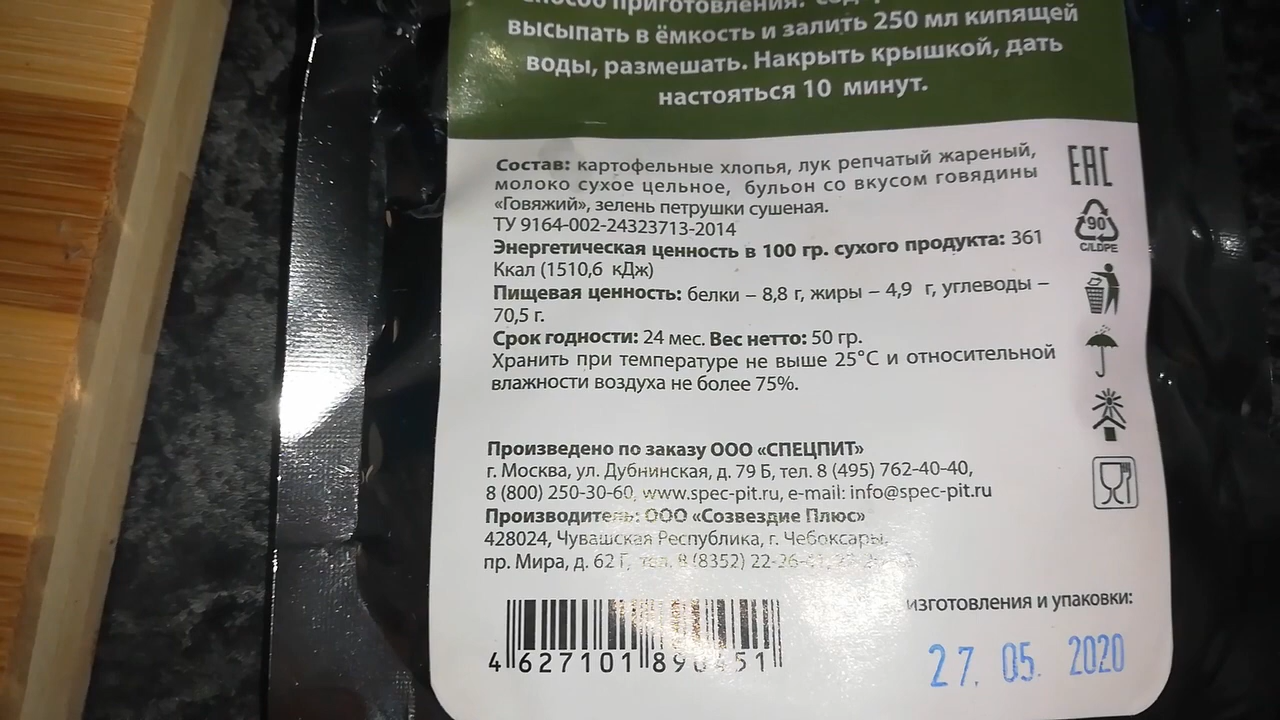 приготовления:
высыпать в ёмкость и залить 250 мл кипящей
воды, размешать. Накрыть крышкой, дать
настояться 10 минут.
Состав: картофельные хлопья, лук репчатый жареный,
молоко сухое цельное, бульон со вкусом говядины
«Говяжий», зелень петрушки сушеная.
ТУ 9164-002-24323713-2014
Энергетическая ценность в 100 гр. сухого продукта: 361
Ккал (1510,6 кДж)
Пищевая ценность: белки – 8,8 г, жиры – 4,9 г, углеводы –
70,5 г.
Срок годности: 24 мес. Вес нетто: 50 гр.
Хранить при температуре не выше 25°С и относительной
влажности воздуха не более 75%.
EAC
90
C/LDPE
Произведено по заказу ООО «СПЕЦПИТ»
г. Москва, ул. Дубнинская, д. 79 Б, тел. 8 (495) 762-40-40,
8 (800) 250-30-60, www.spec-pit.ru, e-mail: info@spec-pit.ru
Производитель: ООО «Созвездие Плюс»
428024, Чувашская Республика, г. Чебоксары,
пр. Мира, д. 62 Г, тел. 8 (8352)
изготовления и упаковки:
27. 05. 2020
4 627101